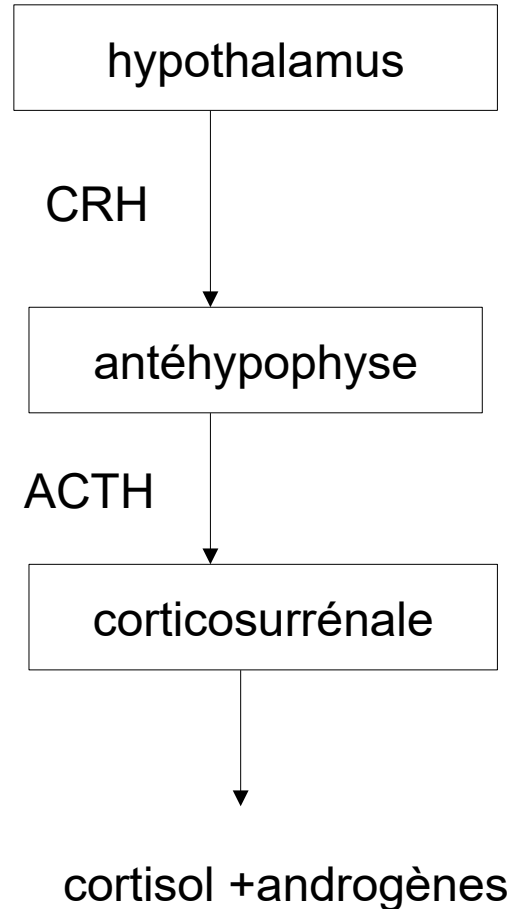 hypothalamus
CRH
antéhypophyse
ACTH
corticosurrénale
cortisol +androgènes